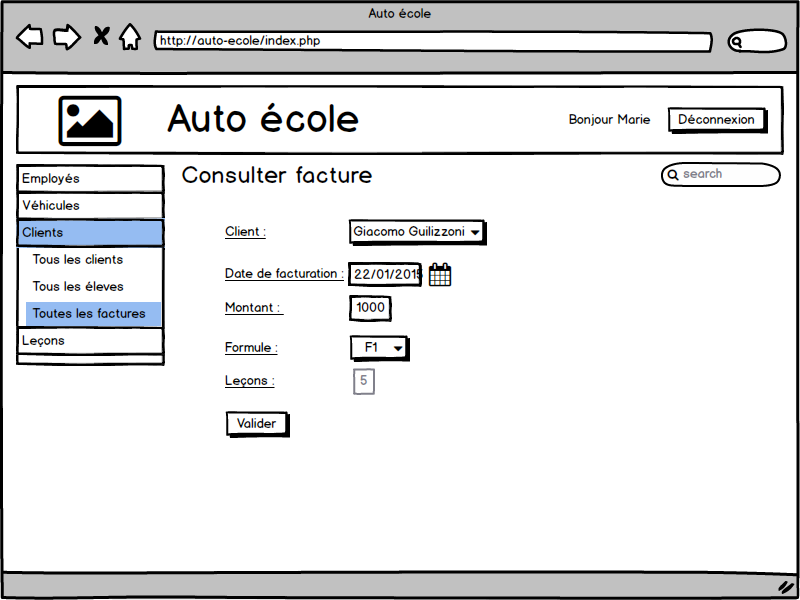 Auto école
http://auto-ecole/index.php
Auto école
Bonjour Marie
Déconnexion
Employés
Véhicules
Clients
Tous les clients
Tous les éleves
Toutes les factures
Leçons
Consulter facture
search
Client :
Giacomo Guilizzoni
Date de facturation :
22/01/2015
Montant :
1000
Formule :
F1
Leçons :
5
Valider